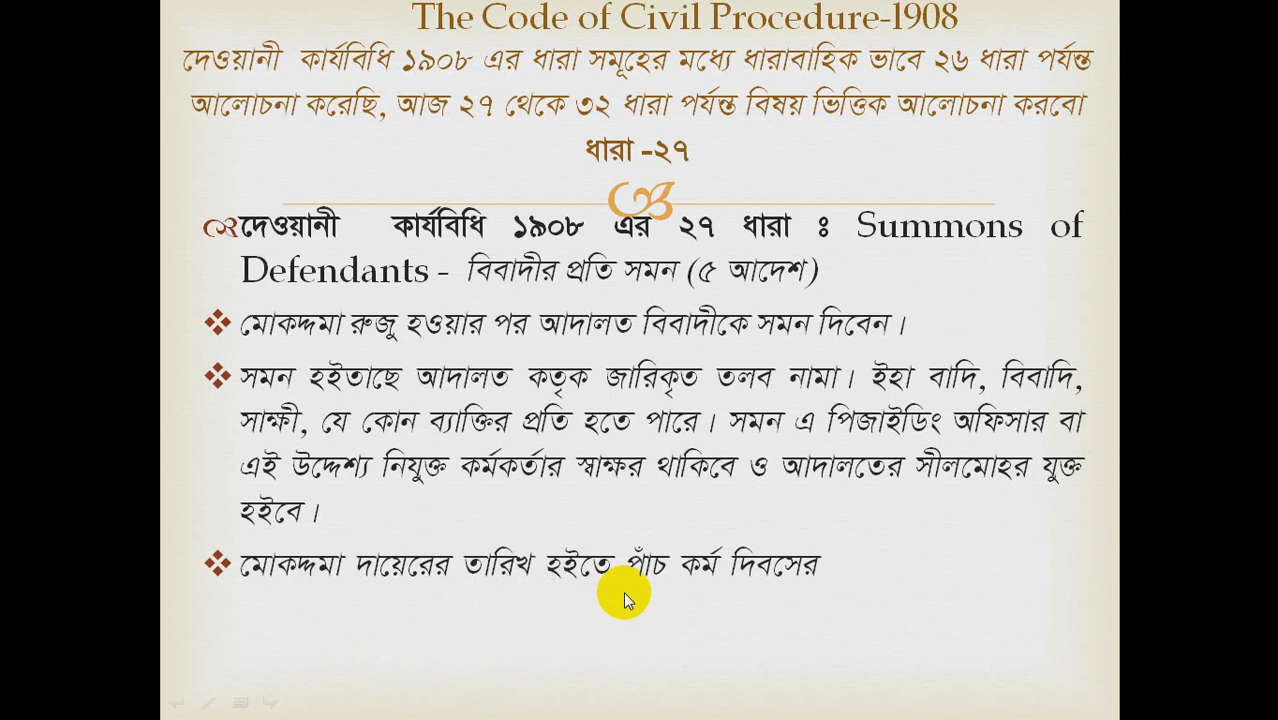 The Code of Civil Procedure-1908
দেওয়ানী কার্যবিধি ১৯০৮ এর ধারা সমূহের মধ্যে ধারাবাহিক ভাবে ২৬ ধারা পর্যন্ত
আলোচনা করেছি, আজ ২৭ থেকে ৩২ ধারা পর্যন্ত বিষয় ভিত্তিক আলোচনা করবো
ধারা -২৭
দেওয়ানী কার্যবিধি ১৯০৮ এর ২৭ ধারা ঃ Summons of
Defendants - বিবাদীর প্রতি সমন (৫ আদেশ)
মোকদ্দমা রুজু হওয়ার পর আদালত বিবাদীকে সমন দিবেন।
সমন হইতাছে আদালত কতৃক জারিকৃত তলব নামা। ইহা বাদি, বিবাদি,
সাক্ষী, যে কোন ব্যাক্তির প্রতি হতে পারে। সমন এ পিজাইডিং অফিসার বা
এই উদ্দেশ্য নিযুক্ত কর্মকর্তার স্বাক্ষর থাকিবে ও আদালতের সীলমোহর যুক্ত
হইবে।
মোকদ্দমা দায়েরের তারিখ হইতে পাঁচ কর্ম দিবসের